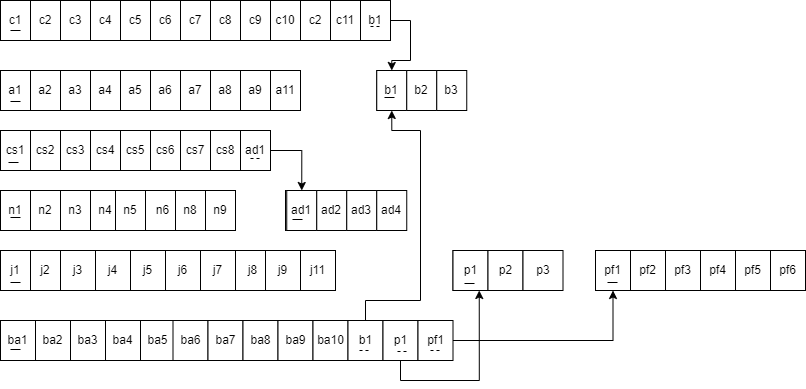 c1 c2 c3 c4 c5 c6 c7 c8 c9 c10 c2 c11 b1
a1 a2 a3 a4 a5 a6 a7 a8 a9 a11
b1 b2 b3
cs1 cs2 cs3 cs4 cs5 cs6 cs7 cs8 ad1
n1 n2 n3 n4 n5 n6 n8 n9
ad1 ad2 ad3 ad4
j1 j2 j3 j4 j5 j6 j7 j8 j9 j11
p1 p2 p3
pf1 pf2 pf3 pf4 pf5 pf6
ba1 ba2 ba3 ba4 ba5 ba6 ba7 ba8 ba9 ba10 b1 p1 pf1